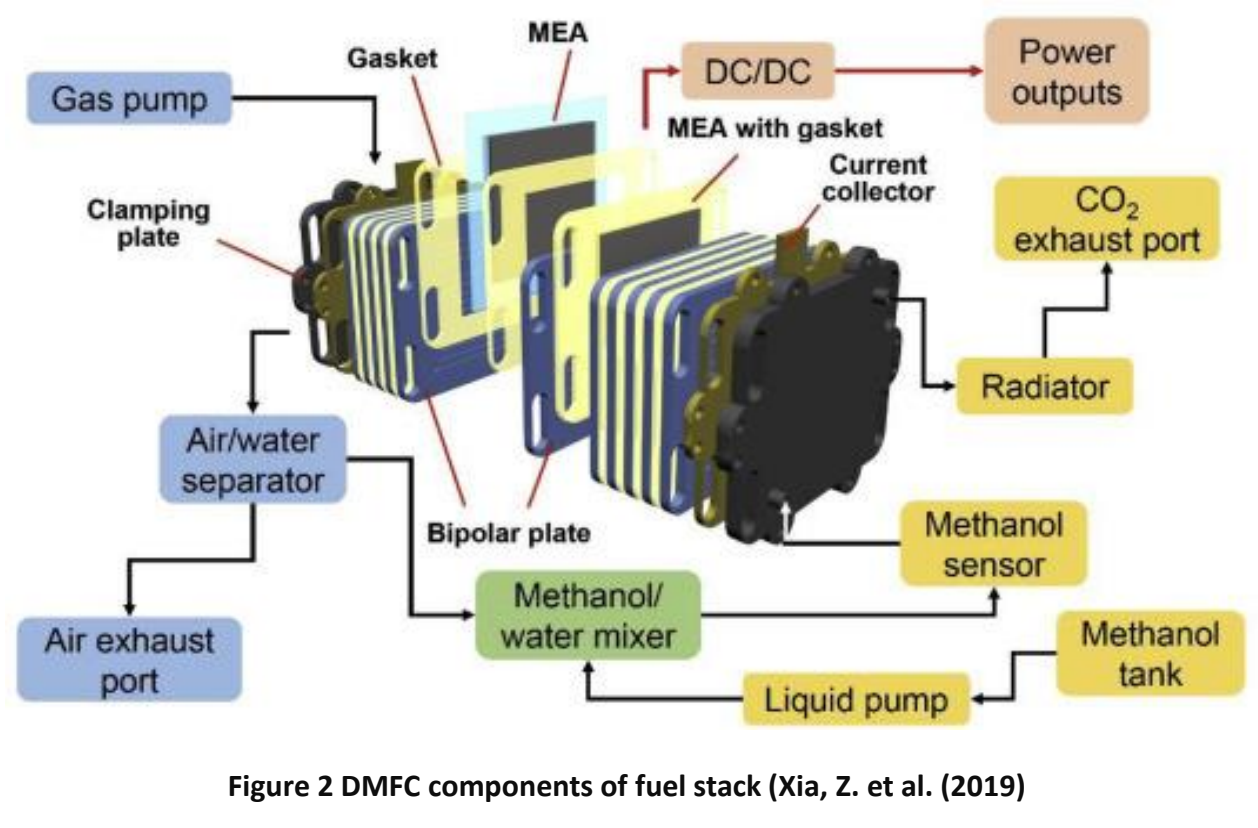 MEA
Gasket
DC/DC
Power
outputs
Gas pump
MEA with gasket
Current
collector
Clamping
plate
CO₂
exhaust port
Radiator
Air/water
separator
Bipolar plate
Methanol
sensor
Methanol/
water mixer
Air exhaust
port
Methanol
tank
Liquid pump
Figure 2 DMFC components of fuel stack (Xia, Z. et al. (2019)